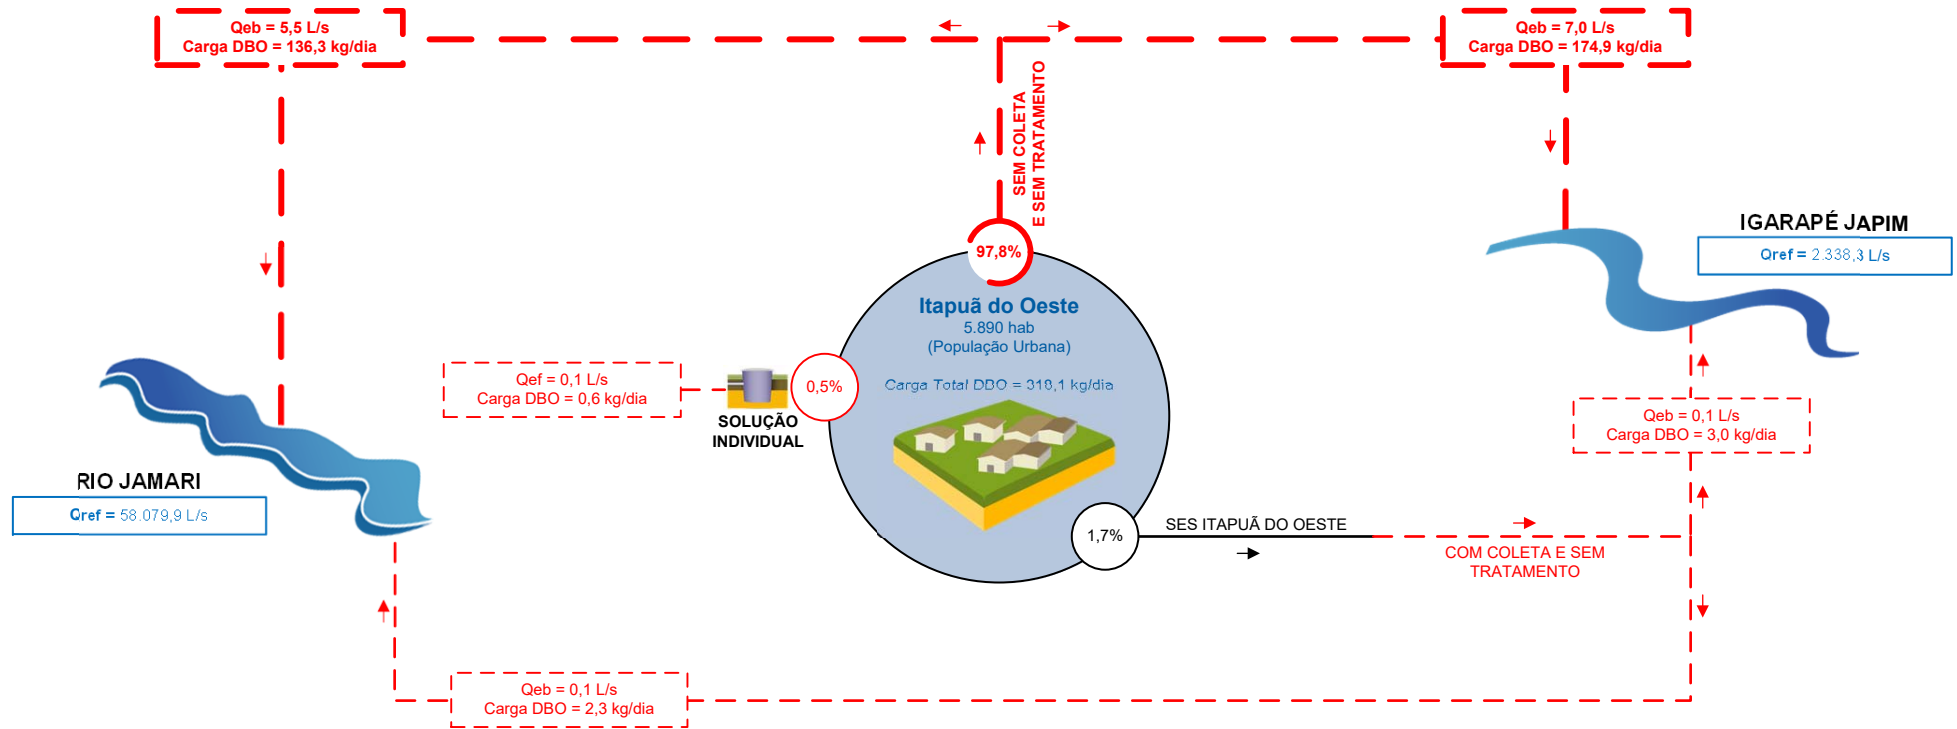 Qeb = 5,5 L/s
Carga DBO = 136,3 kg/dia
Qeb = 7,0 L/s
Carga DBO = 174,9 kg/dia
SEM COLETA
E SEM TRATAMENTO
97,8%
IGARAPÉ JAPIM
Qref = 2.338,3 L/s
Itapuã do Oeste
5.890 hab
(População Urbana)
Carga Total DBO = 318,1 kg/dia
Qef = 0,1 L/s
Carga DBO = 0,6 kg/dia
0,5%
SOLUÇÃO
INDIVIDUAL
Qeb = 0,1 L/s
Carga DBO = 3,0 kg/dia
RIO JAMARI
Qref = 58.079,9 L/s
1,7%
SES ITAPUÃ DO OESTE
COM COLETA E SEM
TRATAMENTO
Qeb = 0,1 L/s
Carga DBO = 2,3 kg/dia